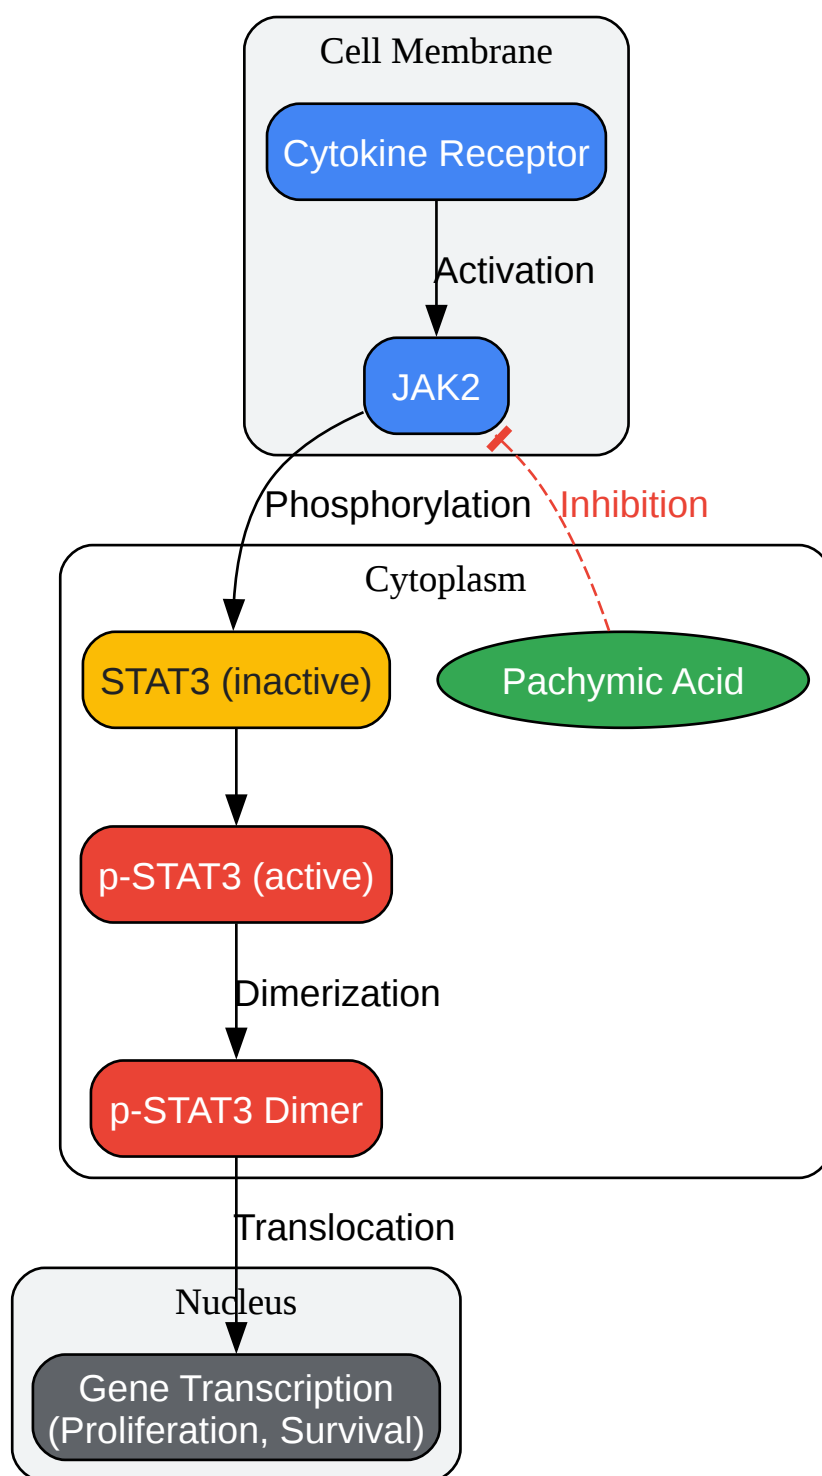 Cell Membrane
Cytokine Receptor
Activation
JAK2
Phosphorylation
Inhibition
Cytoplasm
STAT3 (inactive)
Pachymic Acid
p-STAT3 (active)
Dimerization
p-STAT3 Dimer
Translocation
Nucleus
Gene Transcription
(Proliferation, Survival)